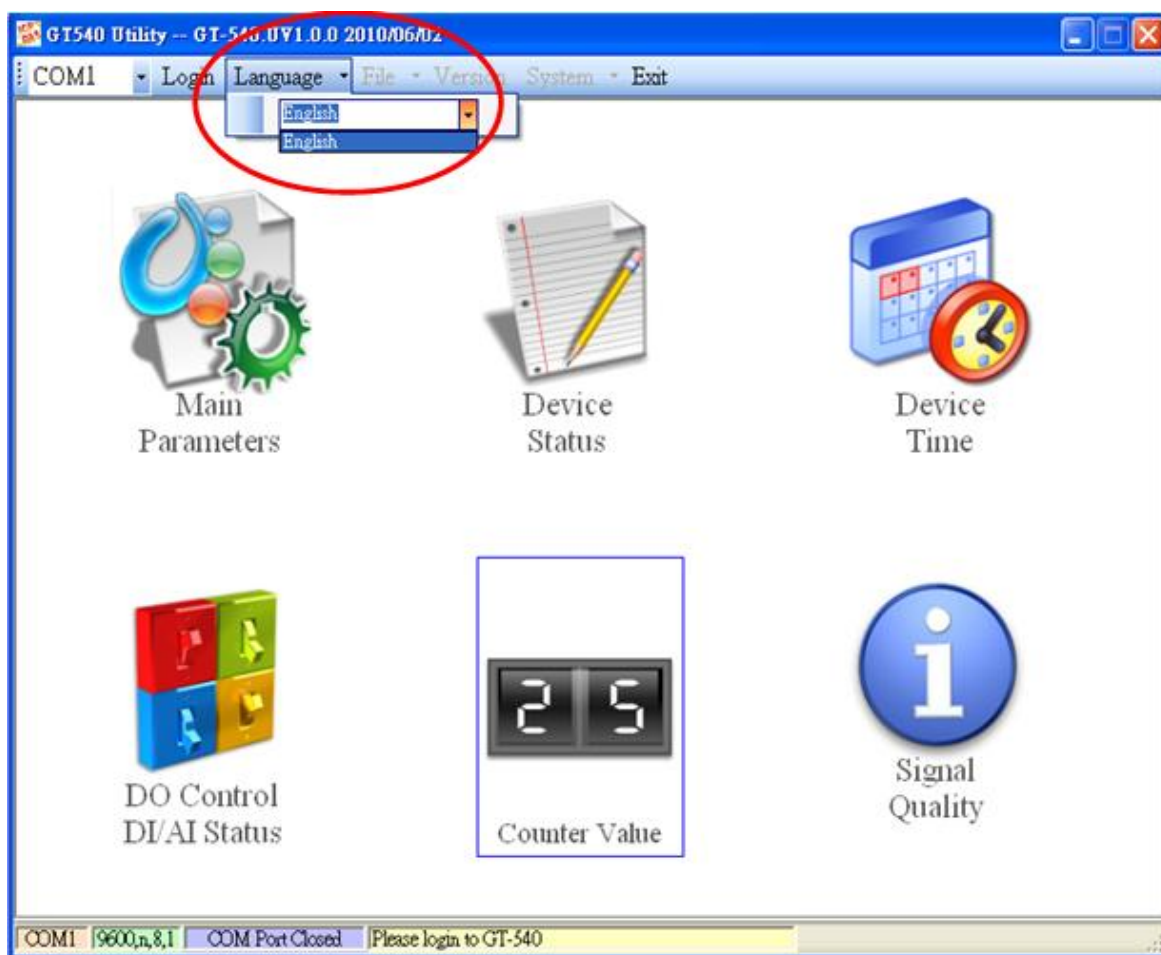 GT540 Utility -- GT-540.UV1.0.0 2010/06/02
COM1 Login Language File Version System Exit
English
English
Main
Parameters
Device
Status
Device
Time
DO Control
DI/AI Status
25
Counter Value
Signal
Quality
COM1 9600,n,8,1 COM Port Closed Please login to GT-540